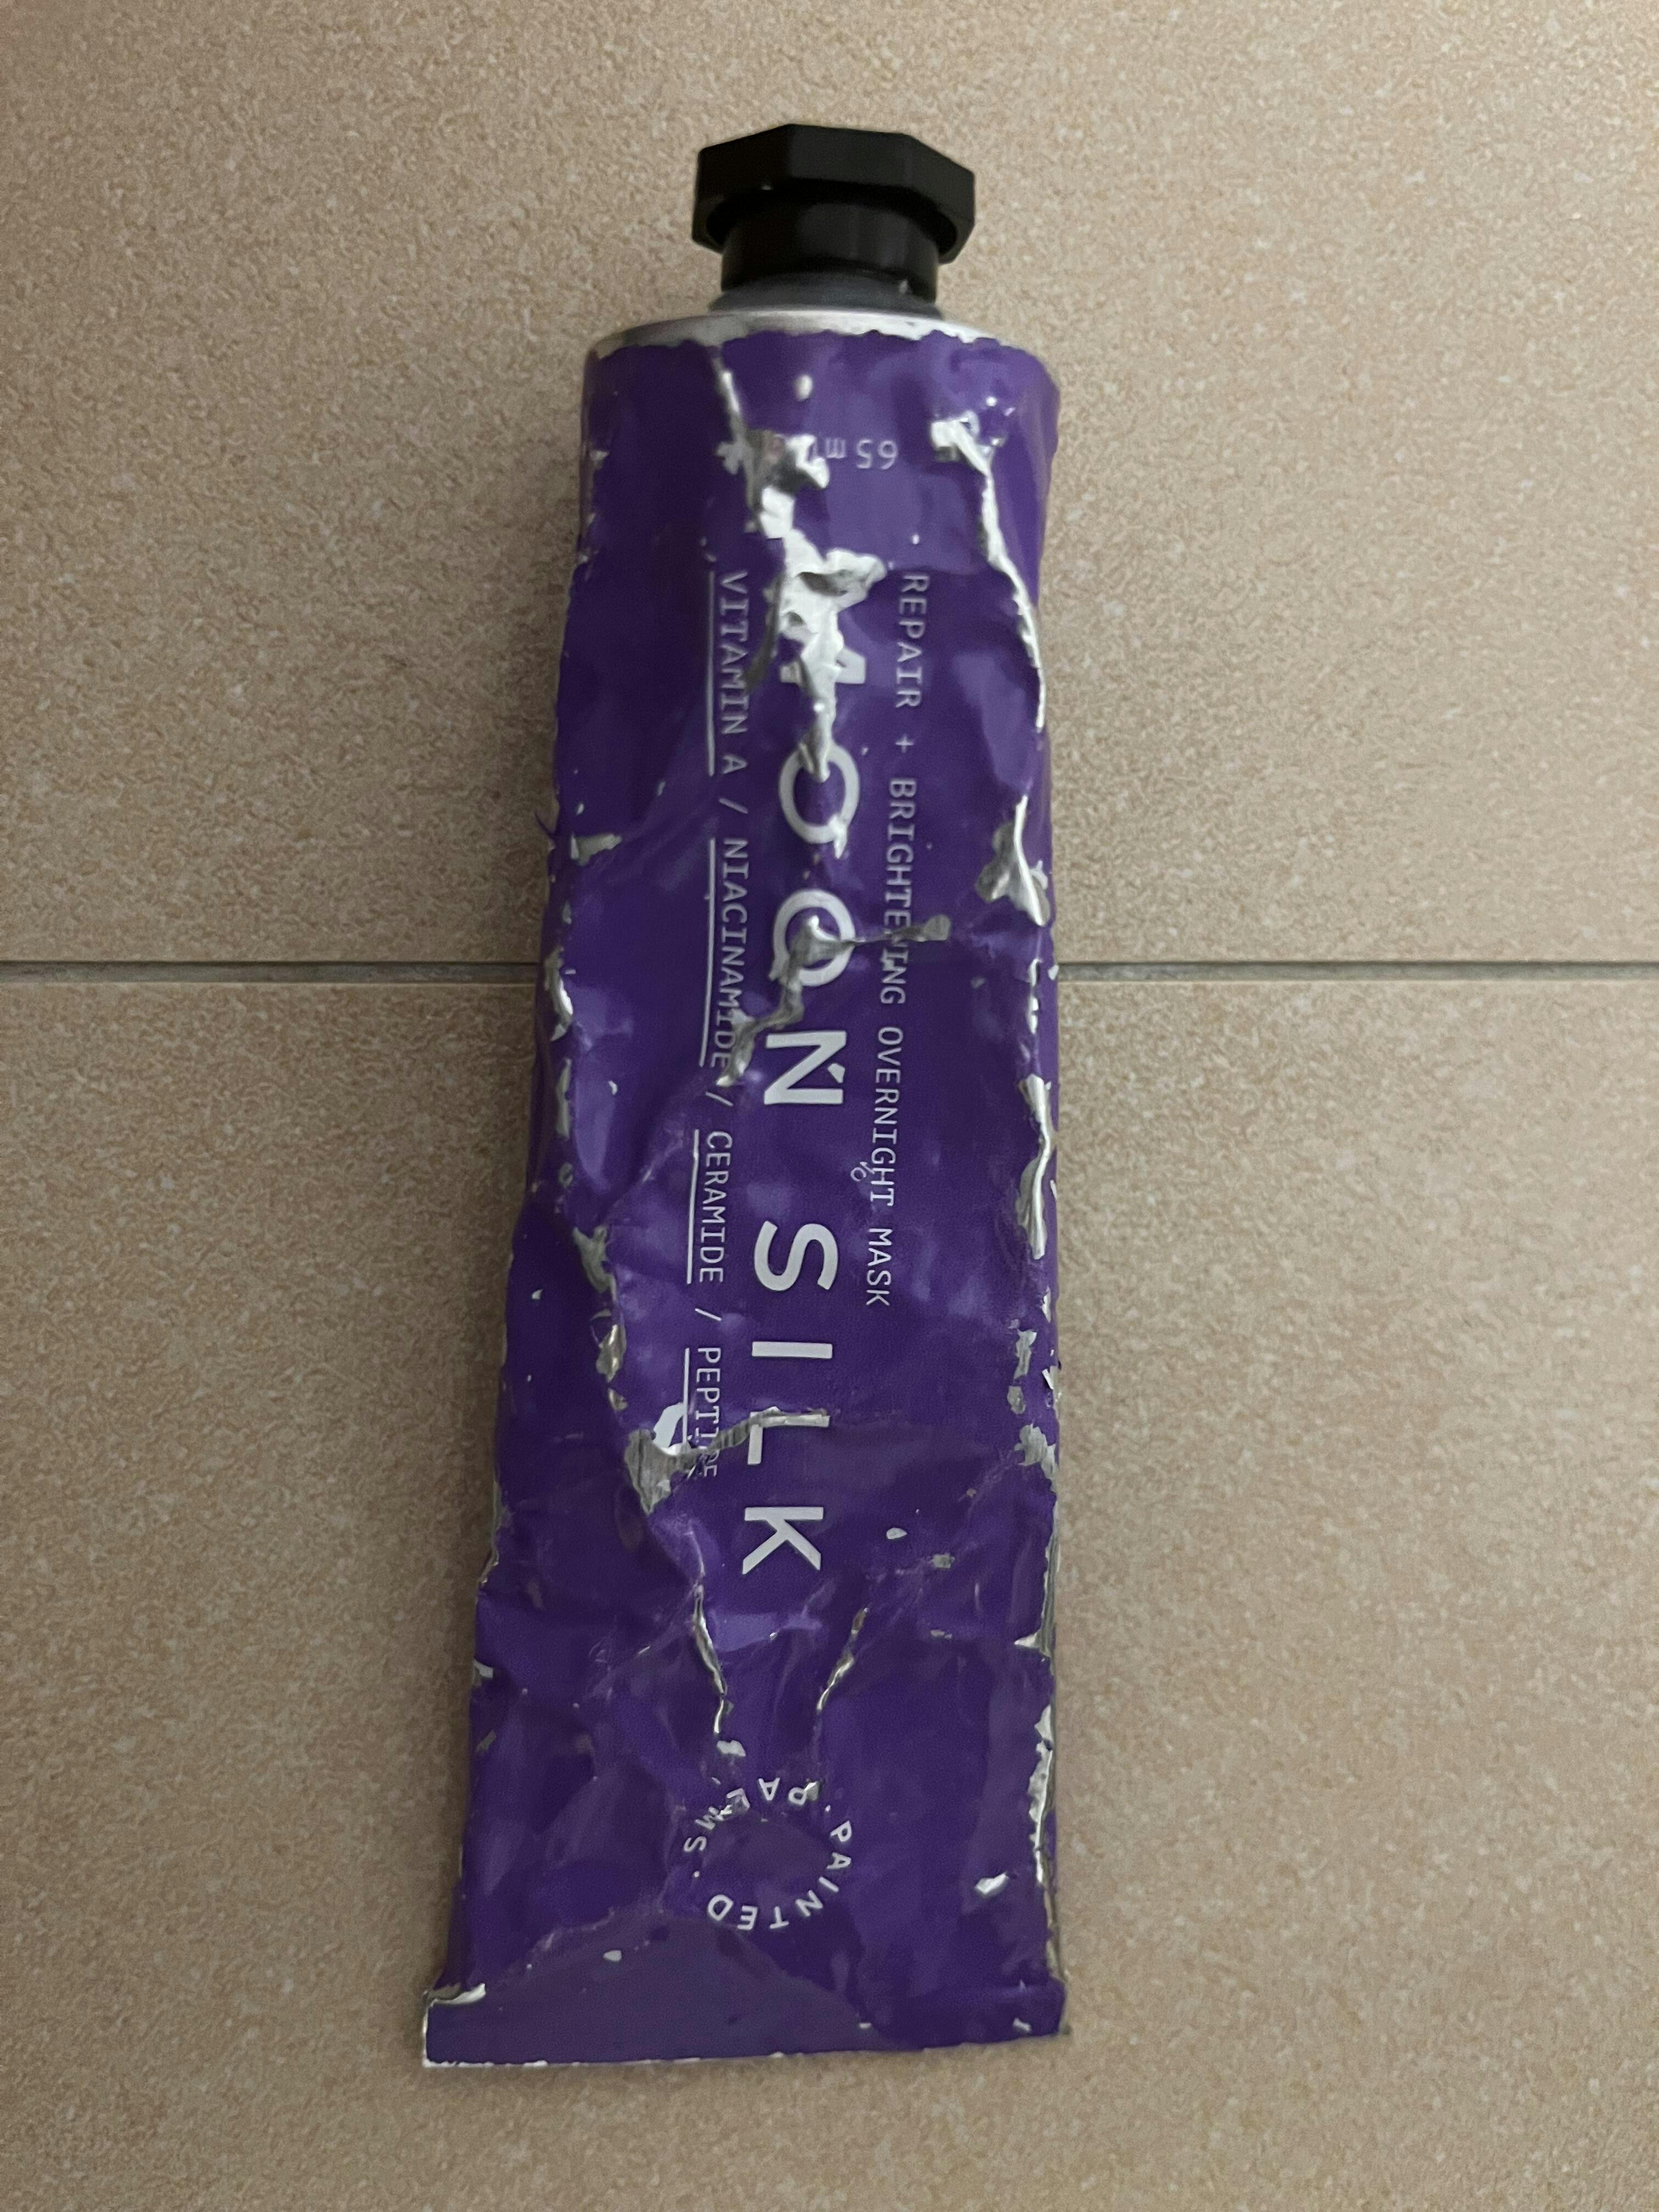 REPAIR + BRIGHTENING OVERNIGHT MASK
MOON SILK
VITAMIN A / NIACINAMIDE / CERAMIDE / PEPTIDE
65 ml
PAINTED · PALMS ·